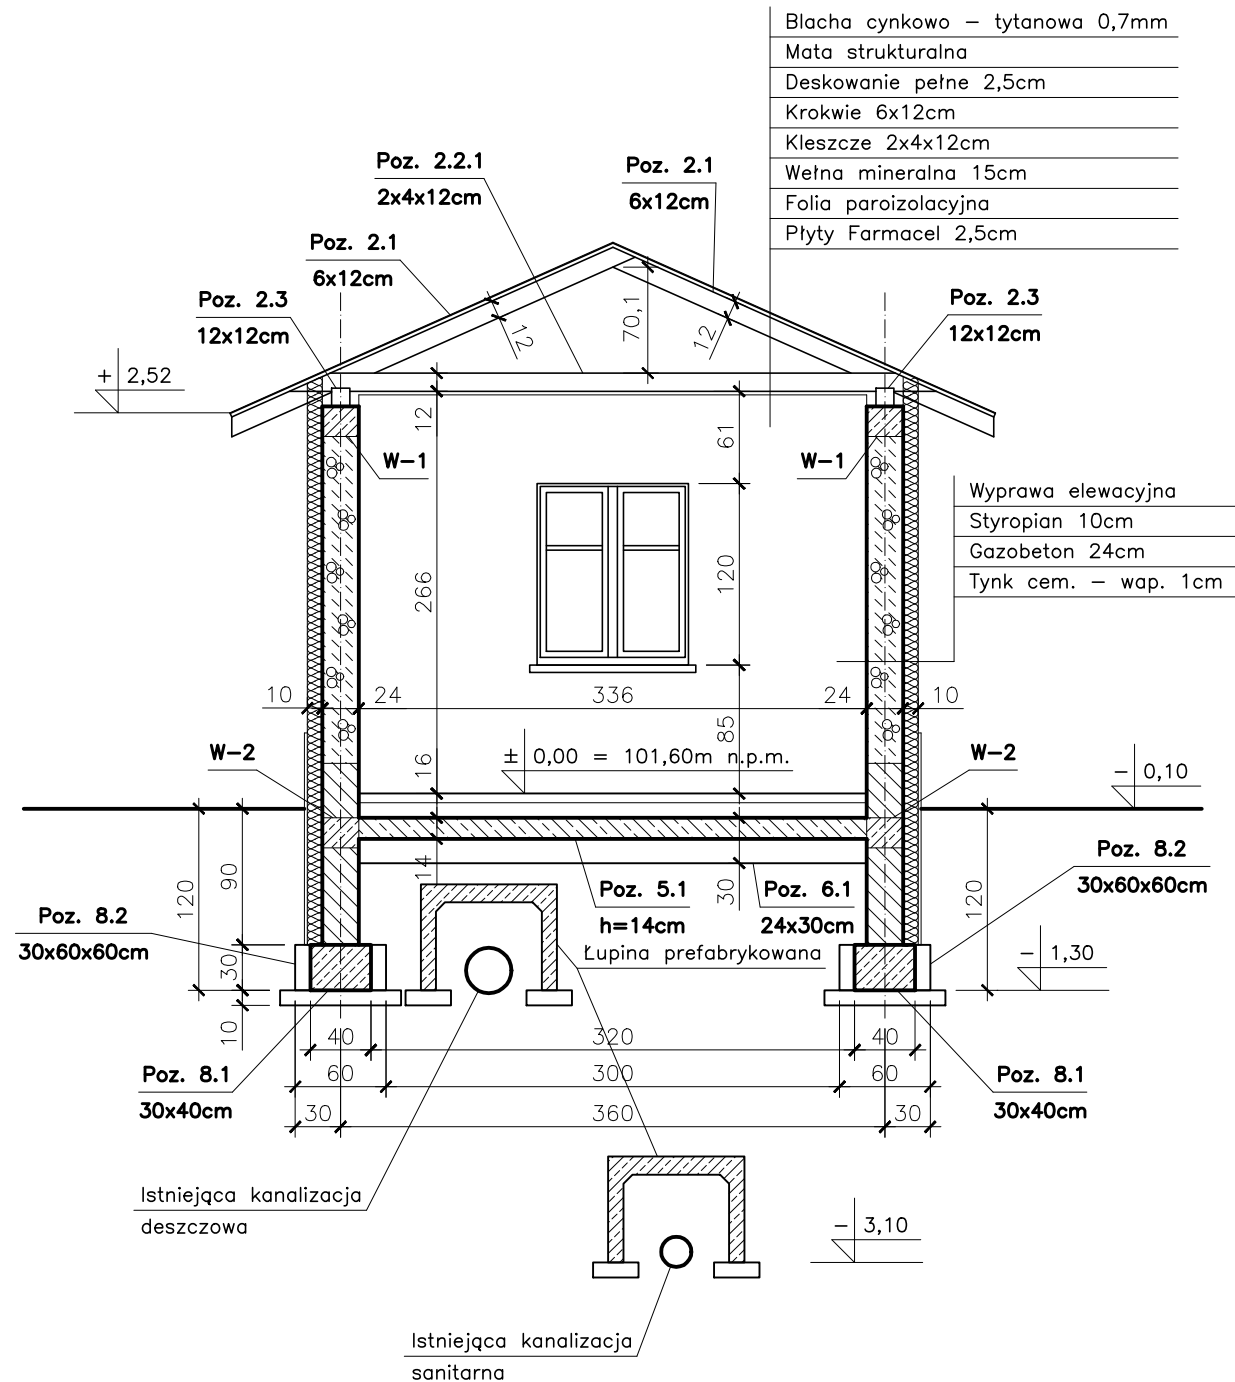 Blacha cynkowo – tytanowa 0,7mm
Mata strukturalna
Deskowanie pełne 2,5cm
Krokwie 6x12cm
Kleszcze 2x4x12cm
Wełna mineralna 15cm
Folia paroizolacyjna
Płyty Farmacel 2,5cm
Poz. 2.2.1
2x4x12cm
Poz. 2.1
6x12cm
Poz. 2.1
6x12cm
Poz. 2.3
12x12cm
Poz. 2.3
12x12cm
12
70,1
12
+ 2,52
12
61
W–1
W–1
Wyprawa elewacyjna
Styropian 10cm
Gazobeton 24cm
Tynk cem. – wap. 1cm
266
120
10
24
336
24
10
85
W–2
16
± 0,00 = 101,60m n.p.m.
W–2
– 0,10
14
30
Poz. 5.1
h=14cm
Poz. 6.1
24x30cm
Poz. 8.2
30x60x60cm
120
90
120
Poz. 8.2
30x60x60cm
Łupina prefabrykowana
30
– 1,30
10
40
320
40
60
300
60
30
360
30
Poz. 8.1
30x40cm
Poz. 8.1
30x40cm
Istniejąca kanalizacja
deszczowa
– 3,10
Istniejąca kanalizacja
sanitarna